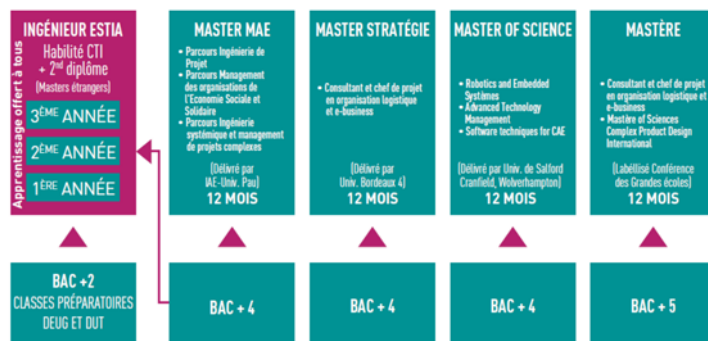 Apprentissage offert à tous
INGÉNIEUR ESTIA
Habilité CTI
+ 2nd diplôme
(Masters étrangers)
3ÈME ANNÉE
2ÈME ANNÉE
1ÈRE ANNÉE
BAC +2
CLASSES PRÉPARATOIRES
DEUG ET DUT
MASTER MAE
• Parcours Ingénierie de
Projet
• Parcours Management
des organisations de
l'Economie Sociale et
Solidaire
• Parcours Ingénierie
systémique et management
de projets complexes
(Délivré par
IAE-Univ. Pau)
12 MOIS
BAC + 4
MASTER STRATÉGIE
• Consultant et chef de projet
en organisation logistique
et e-business
(Délivré par
Univ. Bordeaux 4)
12 MOIS
BAC + 4
MASTER OF SCIENCE
• Robotics and Embedded
Systèmes
• Advanced Technology
Management
• Software techniques for CAE
(Délivré par Univ. de Salford
Cranfield, Wolverhampton)
12 MOIS
BAC + 4
MASTÈRE
• Consultant et chef de projet
en organisation logistique et
e-business
• Mastère of Sciences
Complex Product Design
International
(Labéllisé Conférence
des Grandes écoles)
12 MOIS
BAC + 5